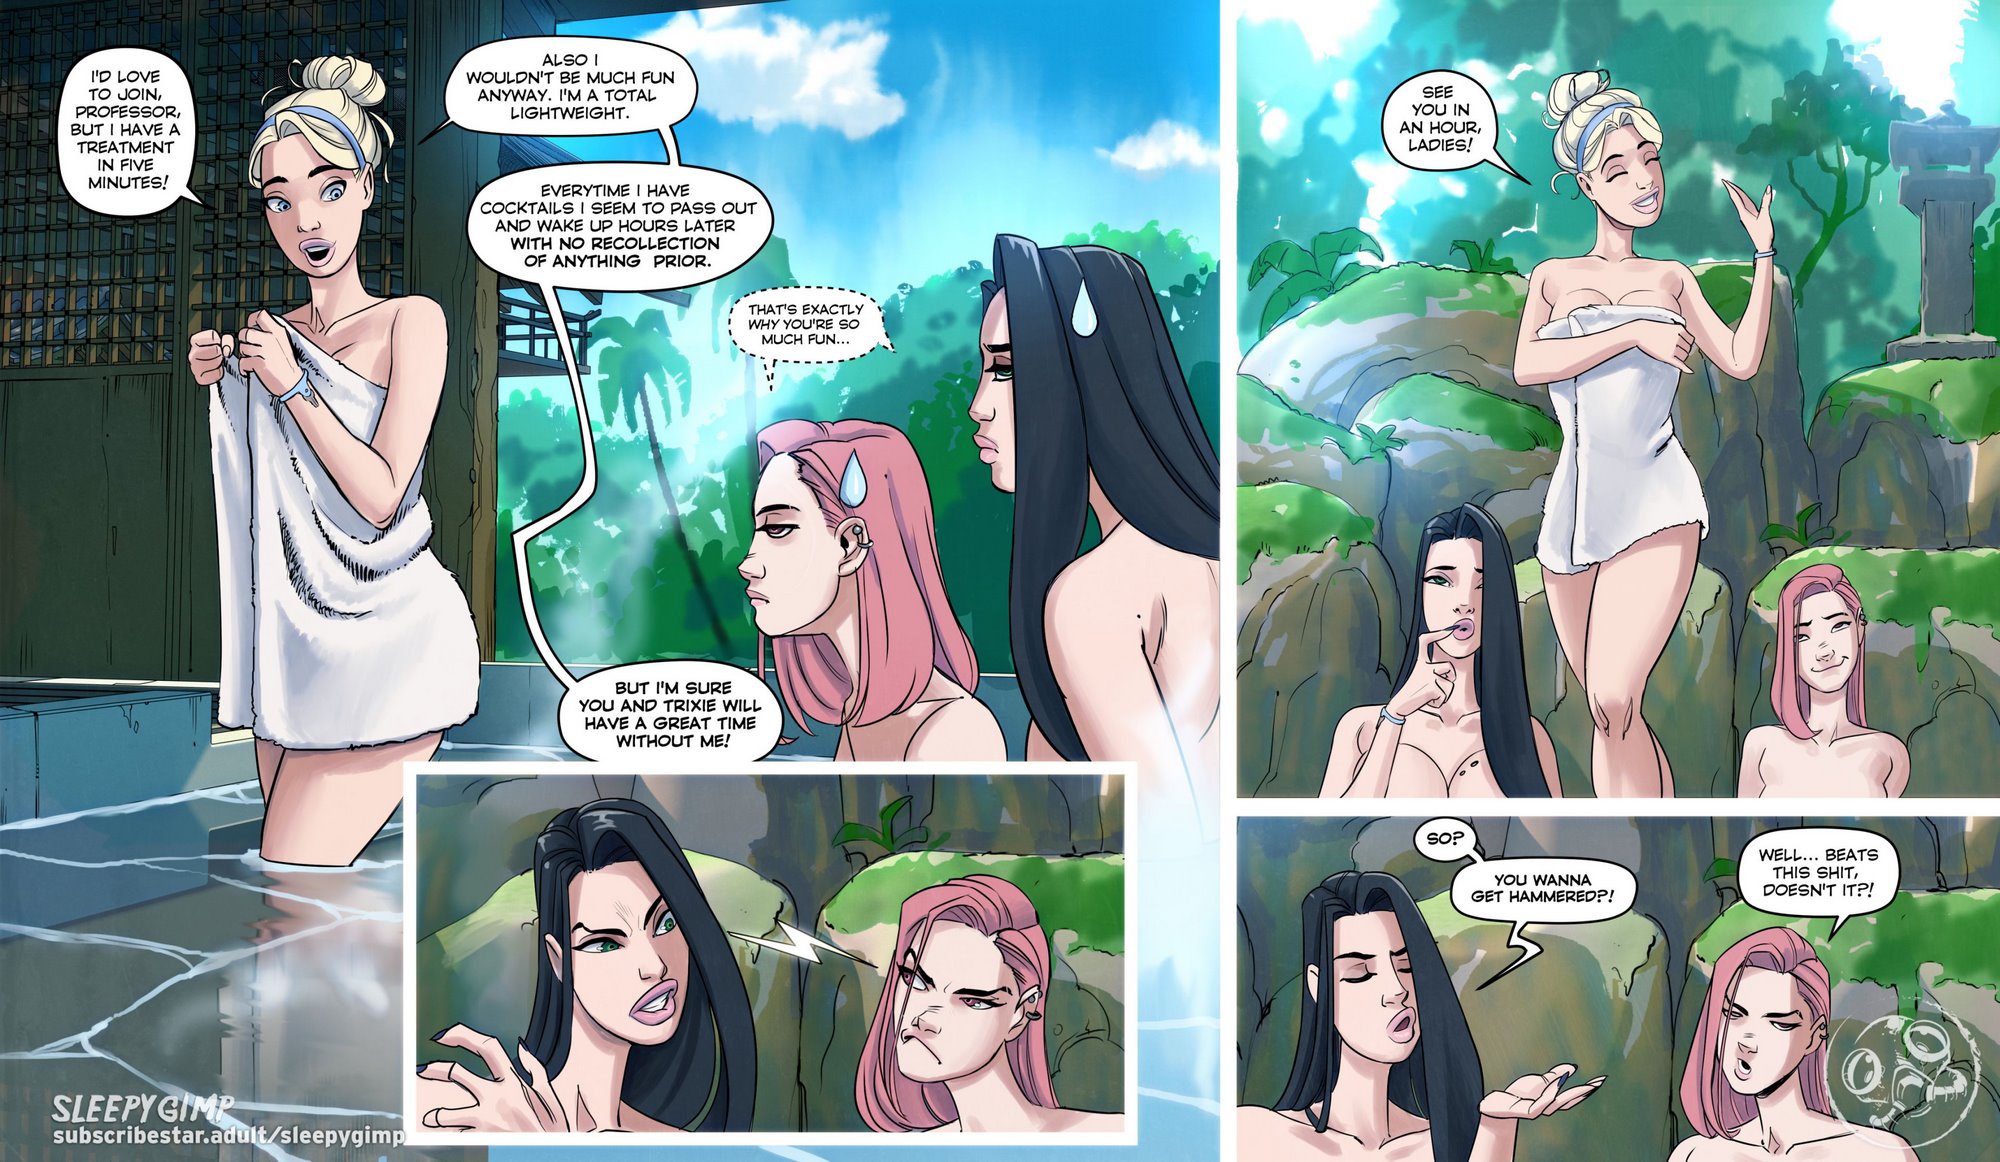 I'D LOVE
TO JOIN,
PROFESSOR,
BUT I HAVE A
TREATMENT
IN FIVE
MINUTES!
ALSO I
WOULDN'T BE MUCH FUN
ANYWAY. I'M A TOTAL
LIGHTWEIGHT.
EVERYTIME I HAVE
COCKTAILS I SEEM TO PASS OUT
AND WAKE UP HOURS LATER
WITH NO RECOLLECTION
OF ANYTHING PRIOR.
THAT'S EXACTLY
WHY YOU'RE SO
MUCH FUN...
BUT I'M SURE
YOU AND TRIXIE WILL
HAVE A GREAT TIME
WITHOUT ME!
SEE
YOU IN
AN HOUR,
LADIES!
SO?
YOU WANNA
GET HAMMERED?!
WELL... BEATS
THIS SHIT,
DOESN'T IT?!
SLEEPYGIMP
subscribestar.adult/sleepygimp